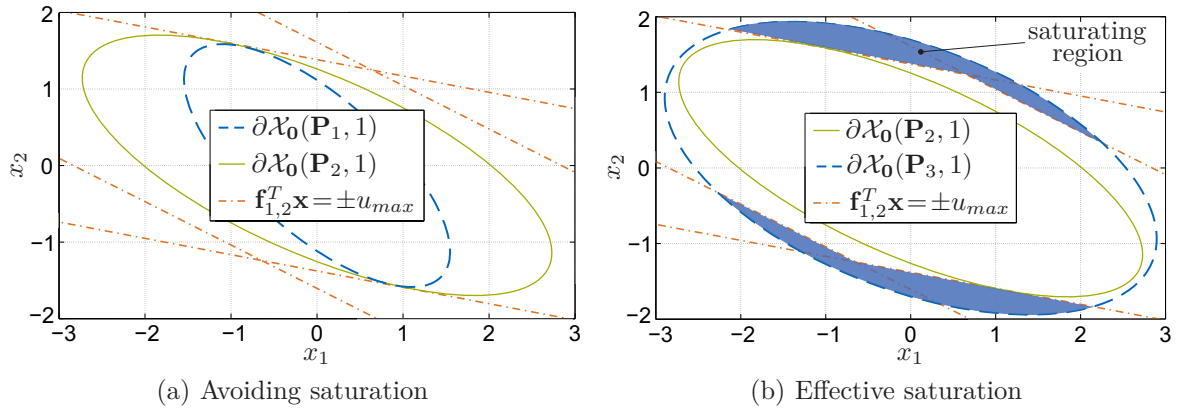 2
1
0
−1
−2
x₂
−3
−2
−1
0
1
2
3
x₁
∂𝒳₀(P₁, 1)
∂𝒳₀(P₂, 1)
f₁,₂ᵀx = ±uₘₐₓ
(a) Avoiding saturation
2
1
0
−1
−2
x₂
−3
−2
−1
0
1
2
3
x₁
saturating
region
∂𝒳₀(P₂, 1)
∂𝒳₀(P₃, 1)
f₁,₂ᵀx = ±uₘₐₓ
(b) Effective saturation